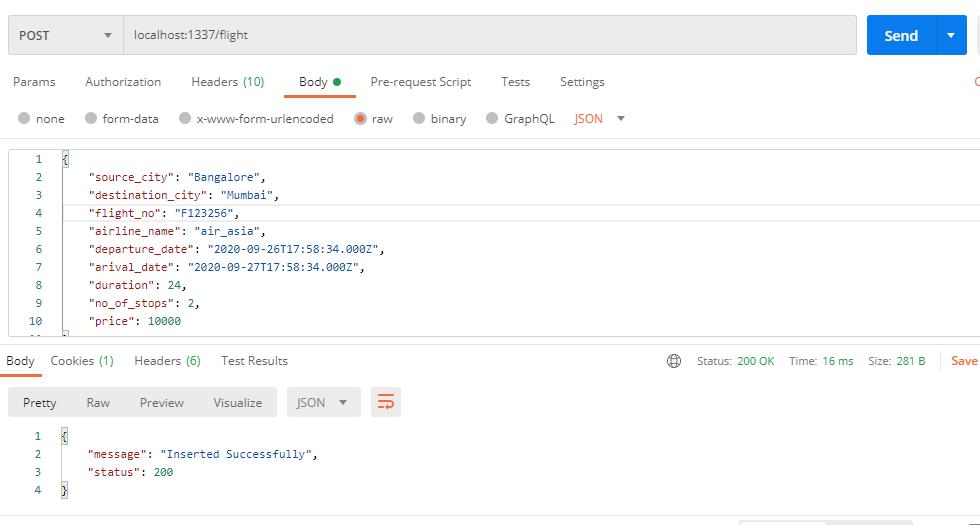 POST localhost:1337/flight Send
Params Authorization Headers (10) Body Pre-request Script Tests Settings
none form-data x-www-form-urlencoded raw binary GraphQL JSON
1 {
2 "source_city": "Bangalore",
3 "destination_city": "Mumbai",
4 "flight_no": "F123256",
5 "airline_name": "air_asia",
6 "departure_date": "2020-09-26T17:58:34.000Z",
7 "arival_date": "2020-09-27T17:58:34.000Z",
8 "duration": 24,
9 "no_of_stops": 2,
10 "price": 10000
Body Cookies (1) Headers (6) Test Results Status: 200 OK Time: 16 ms Size: 281 B Save
Pretty Raw Preview Visualize JSON
1 {
2 "message": "Inserted Successfully",
3 "status": 200
4 }